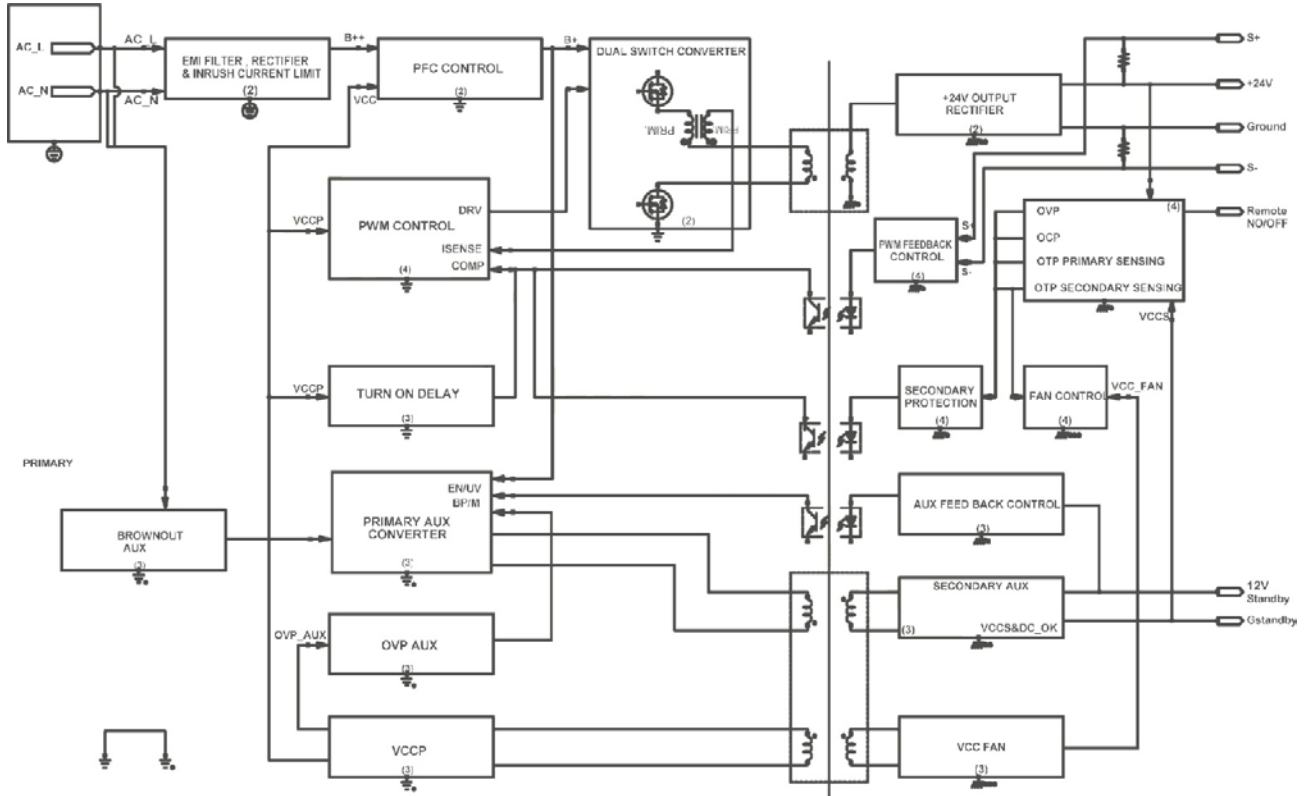 AC_L
AC_L
AC_N
AC_N
EMI FILTER , RECTIFIER
& INRUSH CURRENT LIMIT
(2)
B++
VCC
PFC CONTROL
(2)
B+
DUAL SWITCH CONVERTER
PRIM.
PRIM.
(2)
+24V OUTPUT
RECTIFIER
(2)
S+
+24V
Ground
S-
Remote
NO/OFF
VCCP
PWM CONTROL
(4)
DRV
ISENSE
COMP
PWM FEEDBACK
CONTROL
(4)
S+
S-
(4)
OVP
OCP
OTP PRIMARY SENSING
OTP SECONDARY SENSING
VCCS
VCCP
TURN ON DELAY
(3)
SECONDARY
PROTECTION
(4)
FAN CONTROL
(4)
VCC_FAN
PRIMARY
BROWNOUT
AUX
(3)
EN/UV
BP/M
PRIMARY AUX
CONVERTER
(3)
AUX FEED BACK CONTROL
(3)
SECONDARY AUX
(3)
VCCS&DC_OK
12V
Standby
Gstandby
OVP_AUX
OVP AUX
(3)
VCCP
(3)
VCC FAN
(3)